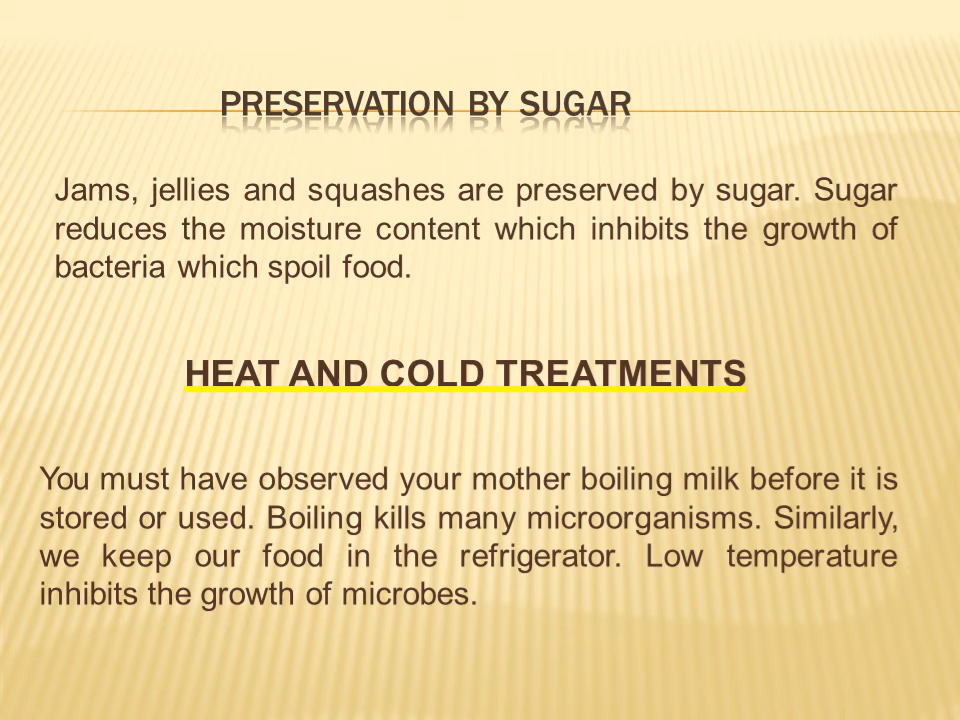 PRESERVATION BY SUGAR
Jams, jellies and squashes are preserved by sugar. Sugar
reduces the moisture content which inhibits the growth of
bacteria which spoil food.
HEAT AND COLD TREATMENTS
You must have observed your mother boiling milk before it is
stored or used. Boiling kills many microorganisms. Similarly,
we keep our food in the refrigerator. Low temperature
inhibits the growth of microbes.